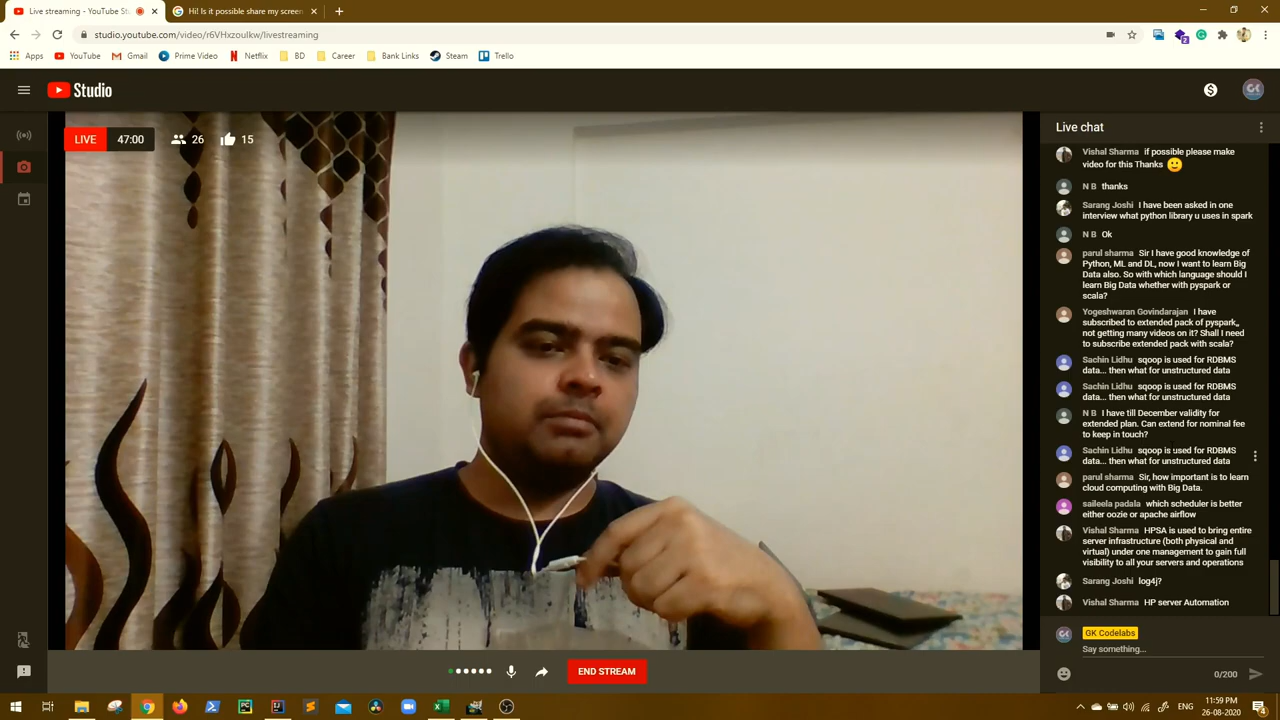 Live streaming - YouTube St
Hi! Is it possible share my screen
studio.youtube.com/video/r6VHxzoulkw/livestreaming
Apps
YouTube
Gmail
Prime Video
Netflix
BD
Career
Bank Links
Steam
Trello
Studio
GK
LIVE
47:00
26
15
Live chat
Vishal Sharma if possible please make
video for this Thanks
N B thanks
Sarang Joshi I have been asked in one
interview what python library u uses in spark
N B Ok
parul sharma Sir I have good knowledge of
Python, ML and DL, now I want to learn Big
Data also. So with which language should I
learn Big Data whether with pyspark or
scala?
Yogeshwaran Govindarajan I have
subscribed to extended pack of pyspark,,
not getting many videos on it? Shall I need
to subscribe extended pack with scala?
Sachin Lidhu sqoop is used for RDBMS
data... then what for unstructured data
Sachin Lidhu sqoop is used for RDBMS
data... then what for unstructured data
N B I have till December validity for
extended plan. Can extend for nominal fee
to keep in touch?
Sachin Lidhu sqoop is used for RDBMS
data... then what for unstructured data
parul sharma Sir, how important is to learn
cloud computing with Big Data.
saileela padala which scheduler is better
either oozie or apache airflow
Vishal Sharma HPSA is used to bring entire
server infrastructure (both physical and
virtual) under one management to gain full
visibility to all your servers and operations
Sarang Joshi log4j?
Vishal Sharma HP server Automation
GK Codelabs
Say something...
0/200
END STREAM
11:59 PM
26-08-2020